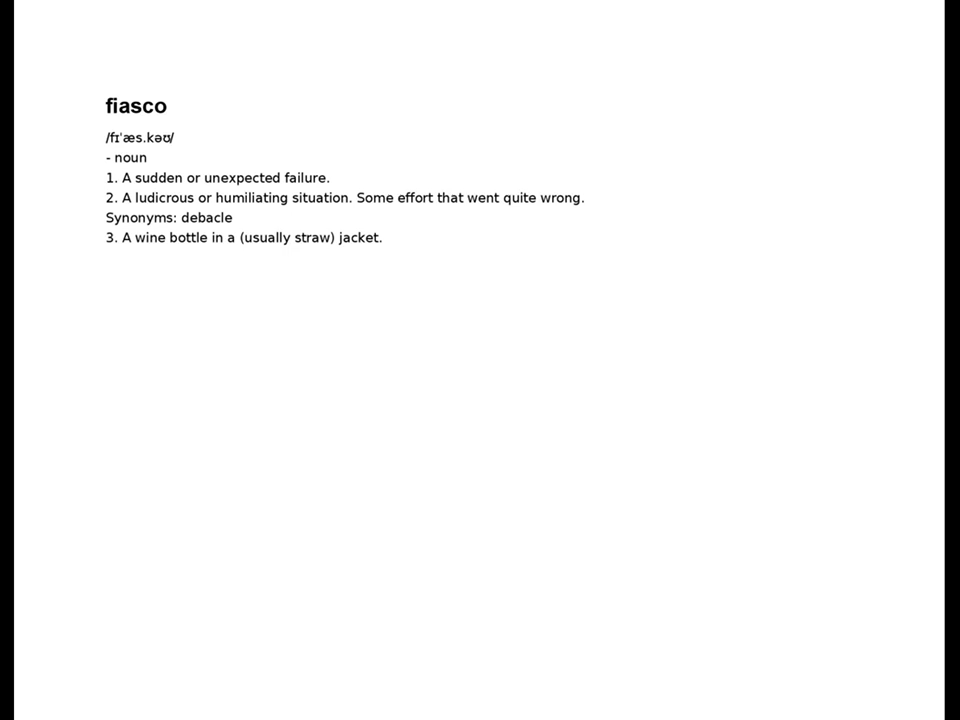 fiasco
/fɪˈæs.kəʊ/
- noun
1. A sudden or unexpected failure.
2. A ludicrous or humiliating situation. Some effort that went quite wrong.
Synonyms: debacle
3. A wine bottle in a (usually straw) jacket.